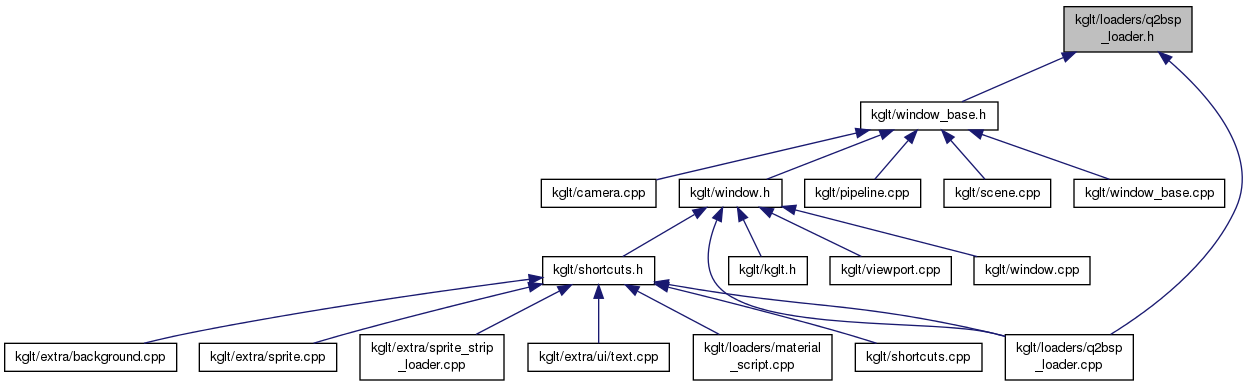 kglt/loaders/q2bsp
_loader.h
kglt/window_base.h
kglt/camera.cpp
kglt/window.h
kglt/pipeline.cpp
kglt/scene.cpp
kglt/window_base.cpp
kglt/shortcuts.h
kglt/kglt.h
kglt/viewport.cpp
kglt/window.cpp
kglt/extra/background.cpp
kglt/extra/sprite.cpp
kglt/extra/sprite_strip
_loader.cpp
kglt/extra/ui/text.cpp
kglt/loaders/material
_script.cpp
kglt/shortcuts.cpp
kglt/loaders/q2bsp
_loader.cpp